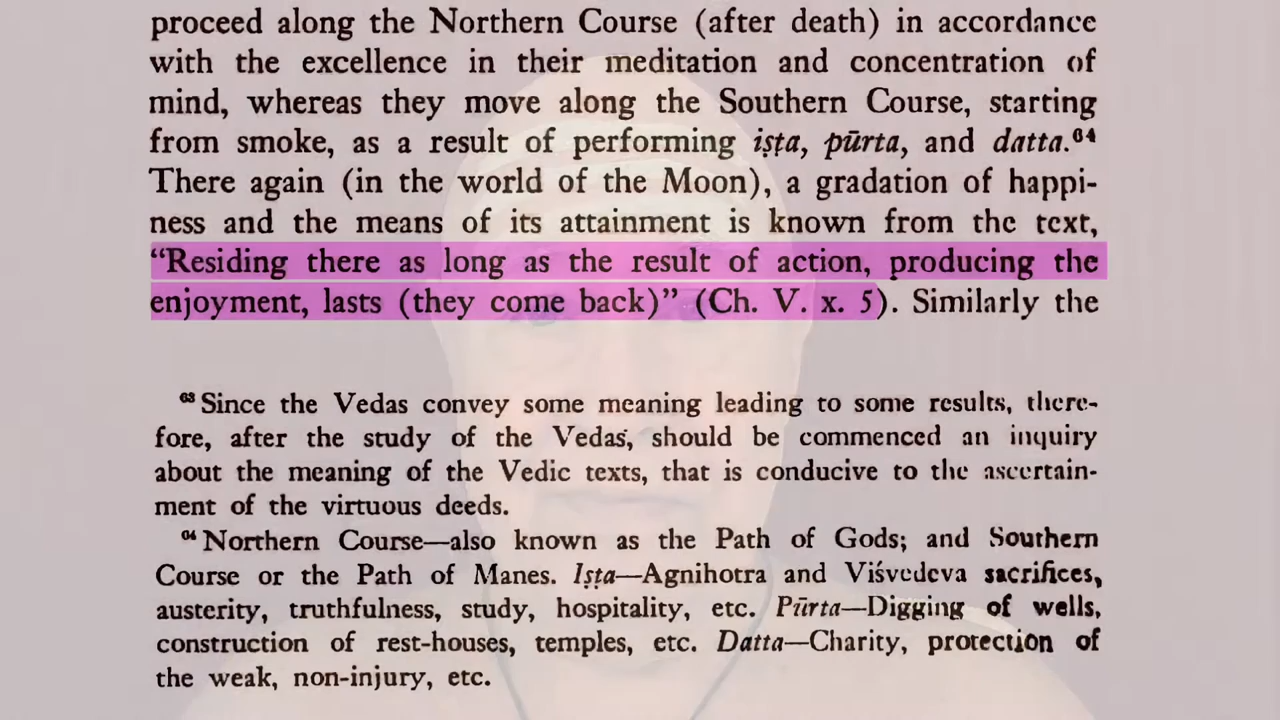 proceed along the Northern Course (after death) in accordance
with the excellence in their meditation and concentration of
mind, whereas they move along the Southern Course, starting
from smoke, as a result of performing iṣṭa, pūrta, and datta.⁶⁴
There again (in the world of the Moon), a gradation of happi-
ness and the means of its attainment is known from the text,
“Residing there as long as the result of action, producing the
enjoyment, lasts (they come back)” (Ch. V. x. 5). Similarly the
⁶³ Since the Vedas convey some meaning leading to some results, there-
fore, after the study of the Vedas, should be commenced an inquiry
about the meaning of the Vedic texts, that is conducive to the ascertain-
ment of the virtuous deeds.
⁶⁴ Northern Course—also known as the Path of Gods; and Southern
Course or the Path of Manes. Iṣṭa—Agnihotra and Viśvedeva sacrifices,
austerity, truthfulness, study, hospitality, etc. Pūrta—Digging of wells,
construction of rest-houses, temples, etc. Datta—Charity, protection of
the weak, non-injury, etc.